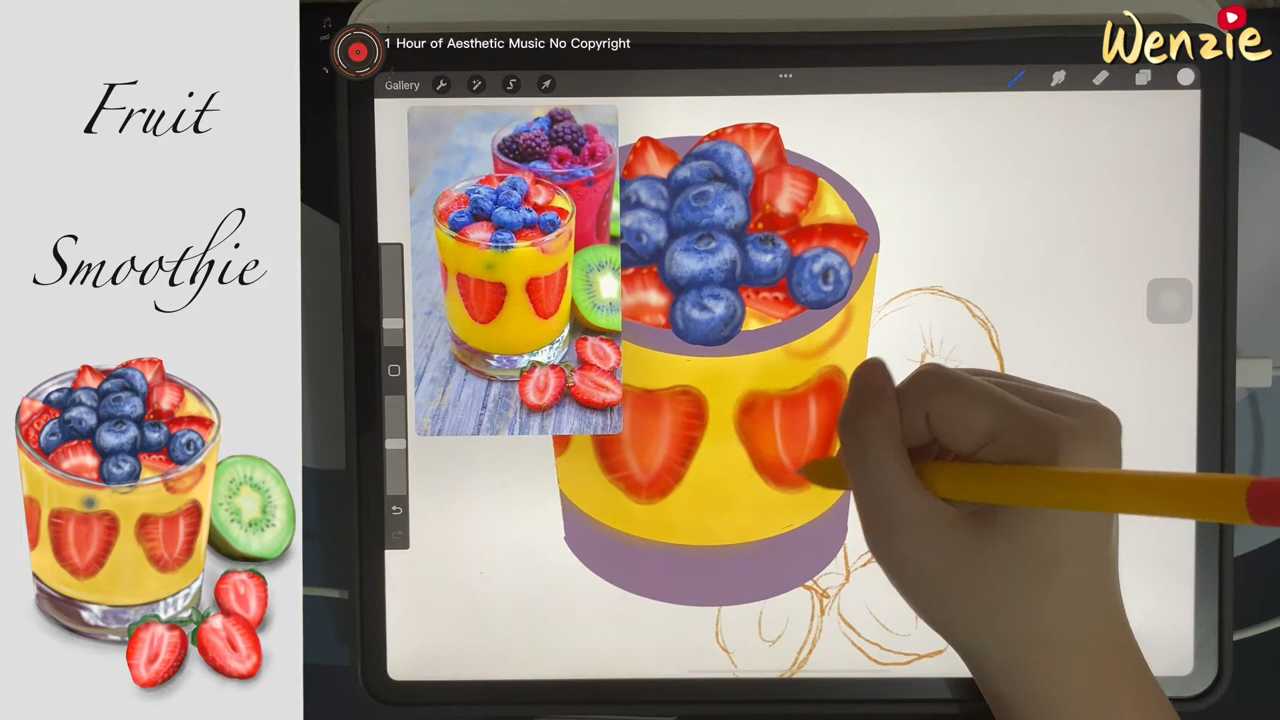 Fruit
Smoothie
1 Hour of Aesthetic Music No Copyright
Wenzie
Gallery